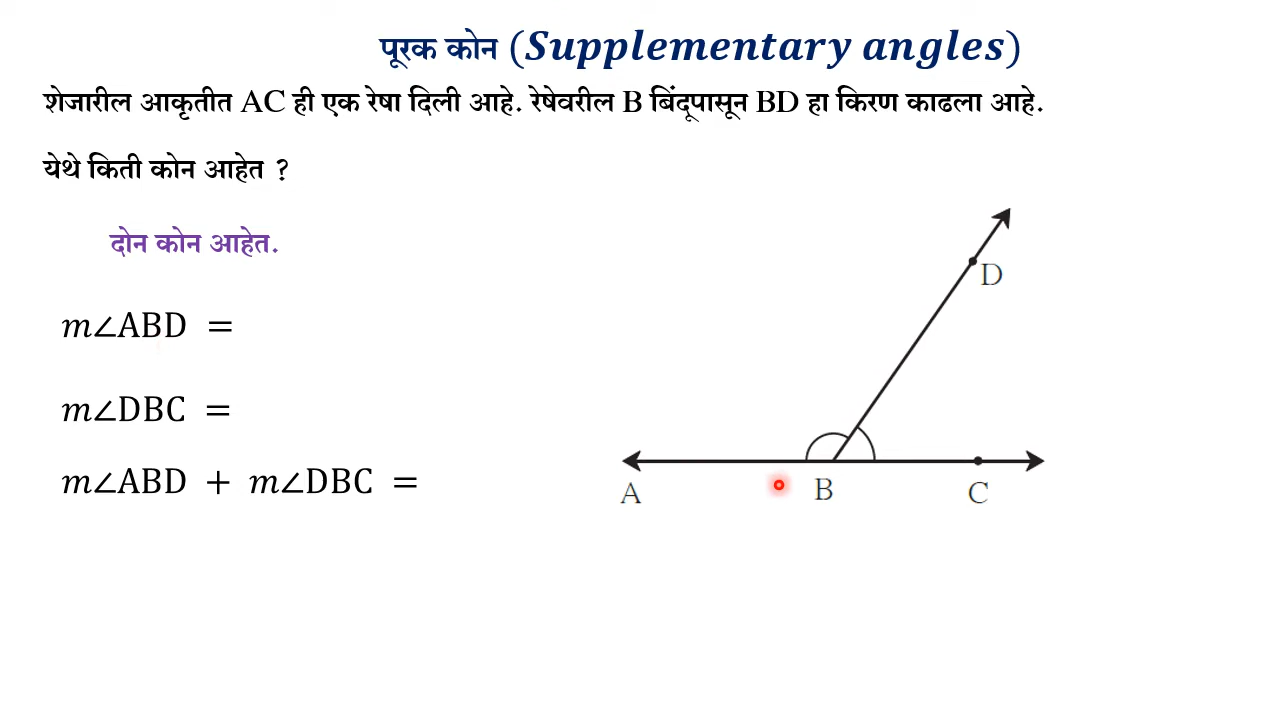 पूरक कोन (Supplementary angles)
शेजारील आकृतीत AC ही एक रेषा दिली आहे. रेषेवरील B बिंदूपासून BD हा किरण काढला आहे.
येथे किती कोन आहेत ?
दोन कोन आहेत.
m∠ABD =
m∠DBC =
m∠ABD + m∠DBC =
D
A
B
C